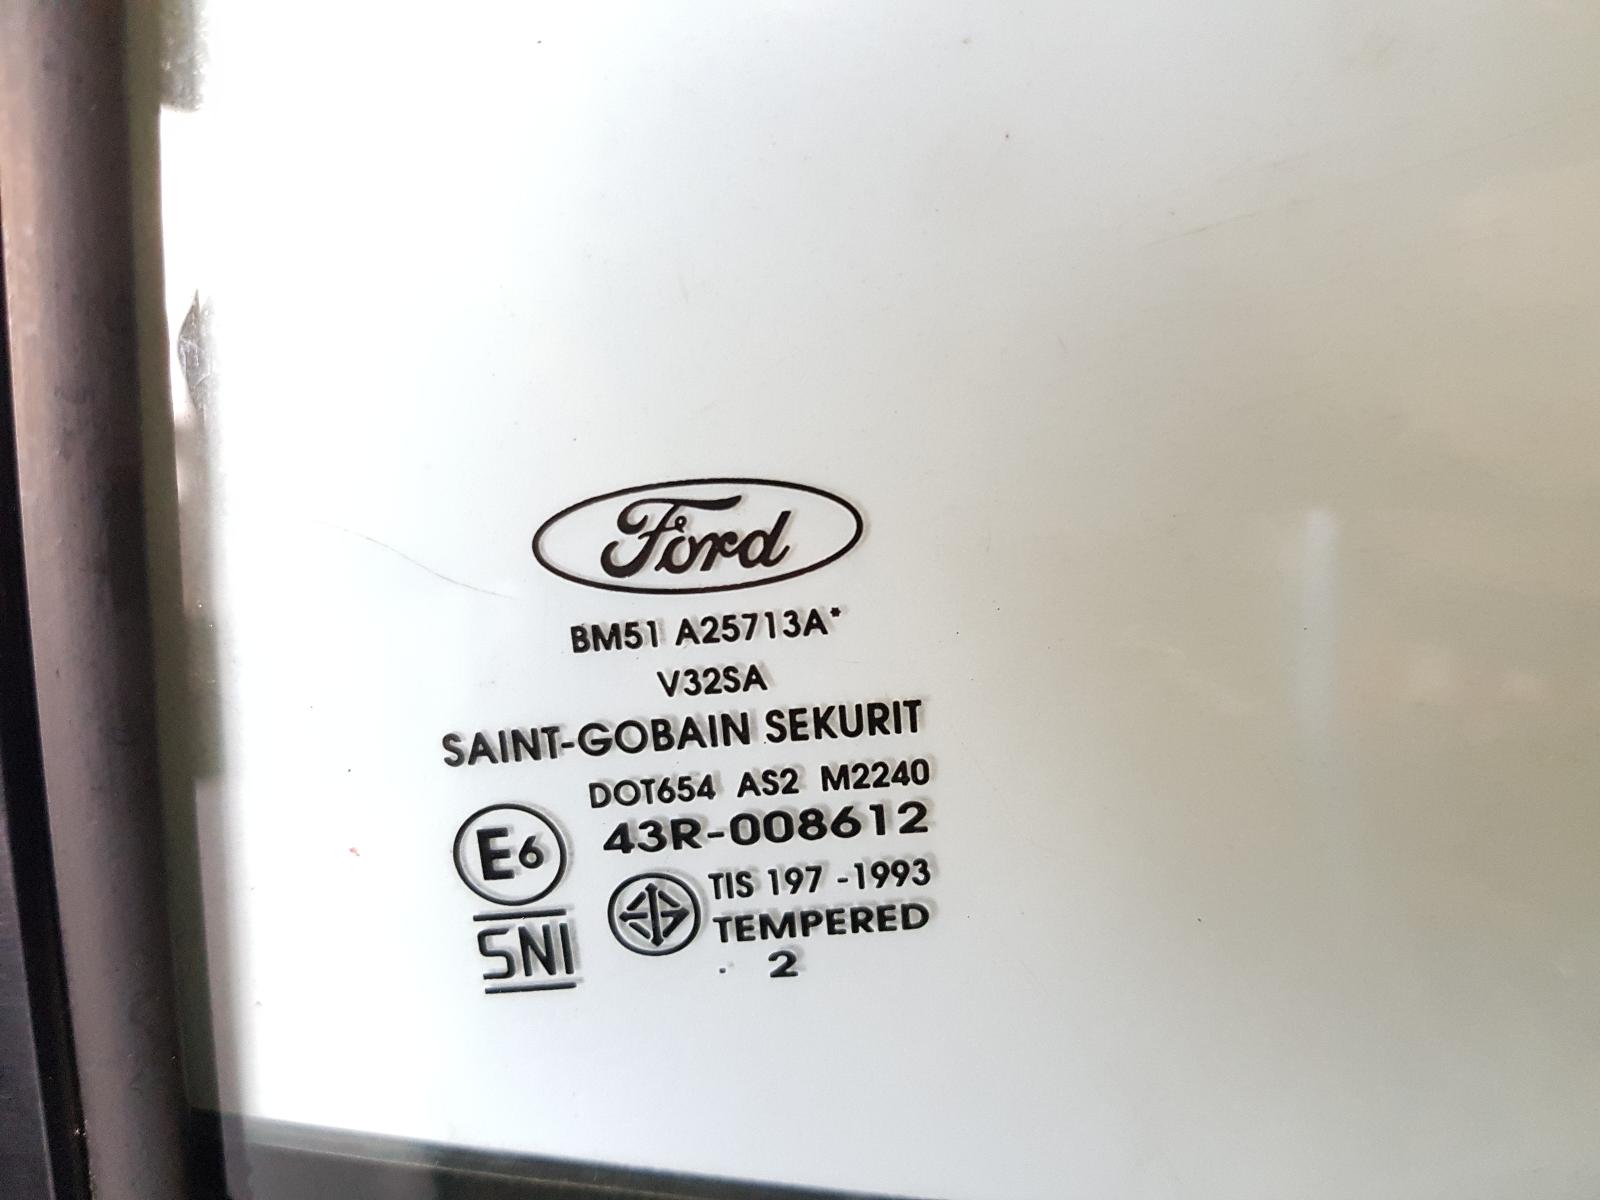 Ford
BM51 A25713A*
V32SA
SAINT-GOBAIN SEKURIT
DOT654 AS2 M2240
E6 43R-008612
TIS 197 -1993
SNI TEMPERED
. 2